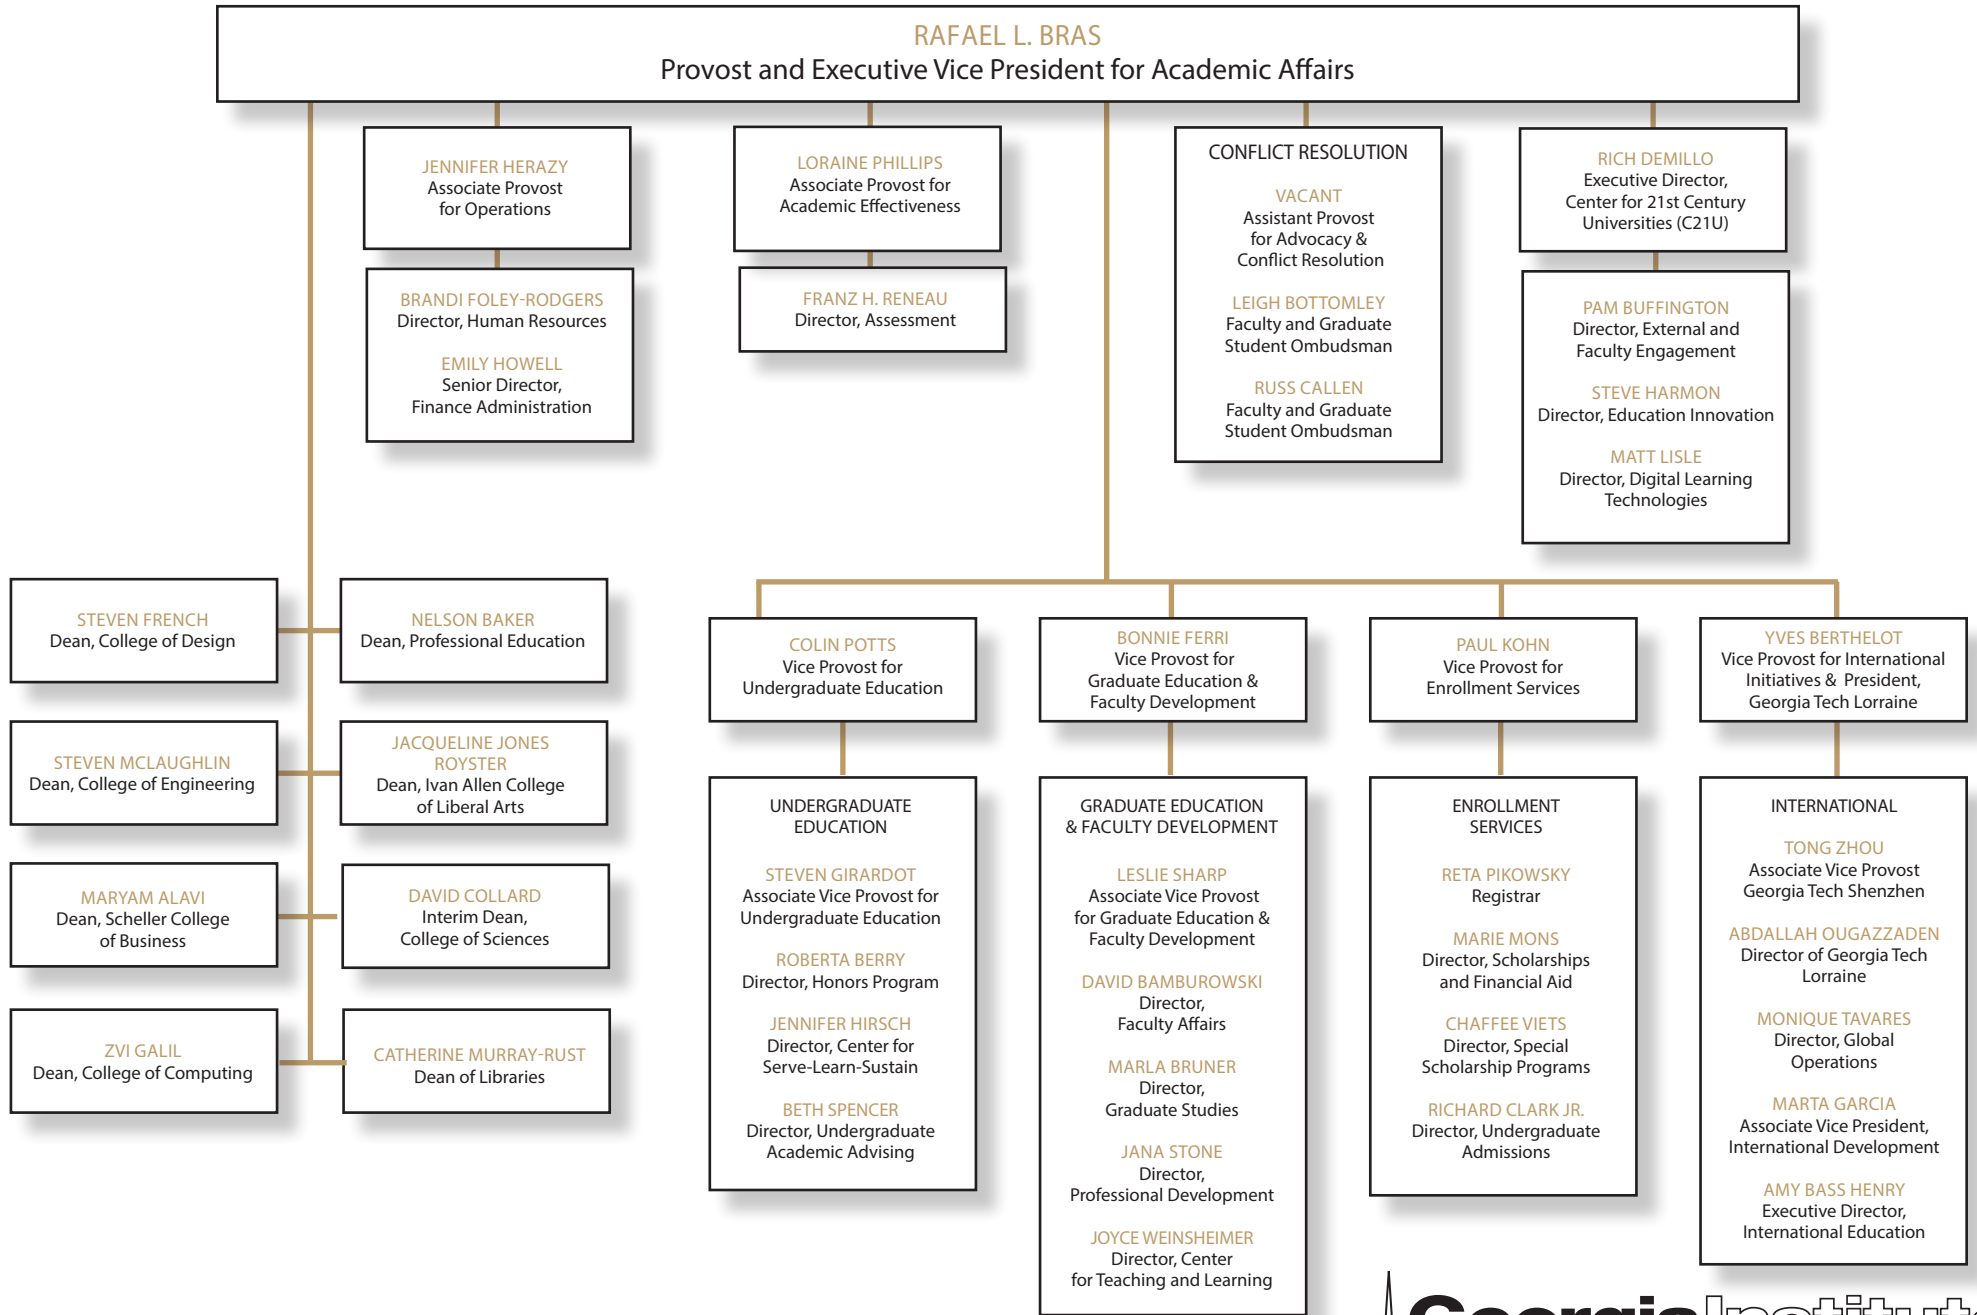 RAFAEL L. BRAS
Provost and Executive Vice President for Academic Affairs
JENNIFER HERAZY
Associate Provost
for Operations
BRANDI FOLEY-RODGERS
Director, Human Resources
EMILY HOWELL
Senior Director,
Finance Administration
LORAINE PHILLIPS
Associate Provost for
Academic Effectiveness
FRANZ H. RENEAU
Director, Assessment
CONFLICT RESOLUTION
VACANT
Assistant Provost
for Advocacy &
Conflict Resolution
LEIGH BOTTOMLEY
Faculty and Graduate
Student Ombudsman
RUSS CALLEN
Faculty and Graduate
Student Ombudsman
RICH DEMILLO
Executive Director,
Center for 21st Century
Universities (C21U)
PAM BUFFINGTON
Director, External and
Faculty Engagement
STEVE HARMON
Director, Education Innovation
MATT LISLE
Director, Digital Learning
Technologies
STEVEN FRENCH
Dean, College of Design
NELSON BAKER
Dean, Professional Education
STEVEN MCLAUGHLIN
Dean, College of Engineering
JACQUELINE JONES
ROYSTER
Dean, Ivan Allen College
of Liberal Arts
MARYAM ALAVI
Dean, Scheller College
of Business
DAVID COLLARD
Interim Dean,
College of Sciences
ZVI GALIL
Dean, College of Computing
CATHERINE MURRAY-RUST
Dean of Libraries
COLIN POTTS
Vice Provost for
Undergraduate Education
UNDERGRADUATE
EDUCATION
STEVEN GIRARDOT
Associate Vice Provost for
Undergraduate Education
ROBERTA BERRY
Director, Honors Program
JENNIFER HIRSCH
Director, Center for
Serve-Learn-Sustain
BETH SPENCER
Director, Undergraduate
Academic Advising
BONNIE FERRI
Vice Provost for
Graduate Education &
Faculty Development
GRADUATE EDUCATION
& FACULTY DEVELOPMENT
LESLIE SHARP
Associate Vice Provost
for Graduate Education &
Faculty Development
DAVID BAMBUROWSKI
Director,
Faculty Affairs
MARLA BRUNER
Director,
Graduate Studies
JANA STONE
Director,
Professional Development
JOYCE WEINSHEIMER
Director, Center
for Teaching and Learning
PAUL KOHN
Vice Provost for
Enrollment Services
ENROLLMENT
SERVICES
RETA PIKOWSKY
Registrar
MARIE MONS
Director, Scholarships
and Financial Aid
CHAFFEE VIETS
Director, Special
Scholarship Programs
RICHARD CLARK JR.
Director, Undergraduate
Admissions
YVES BERTHELOT
Vice Provost for International
Initiatives & President,
Georgia Tech Lorraine
INTERNATIONAL
TONG ZHOU
Associate Vice Provost
Georgia Tech Shenzhen
ABDALLAH OUGAZZADEN
Director of Georgia Tech
Lorraine
MONIQUE TAVARES
Director, Global
Operations
MARTA GARCIA
Associate Vice President,
International Development
AMY BASS HENRY
Executive Director,
International Education
Georgia Institute